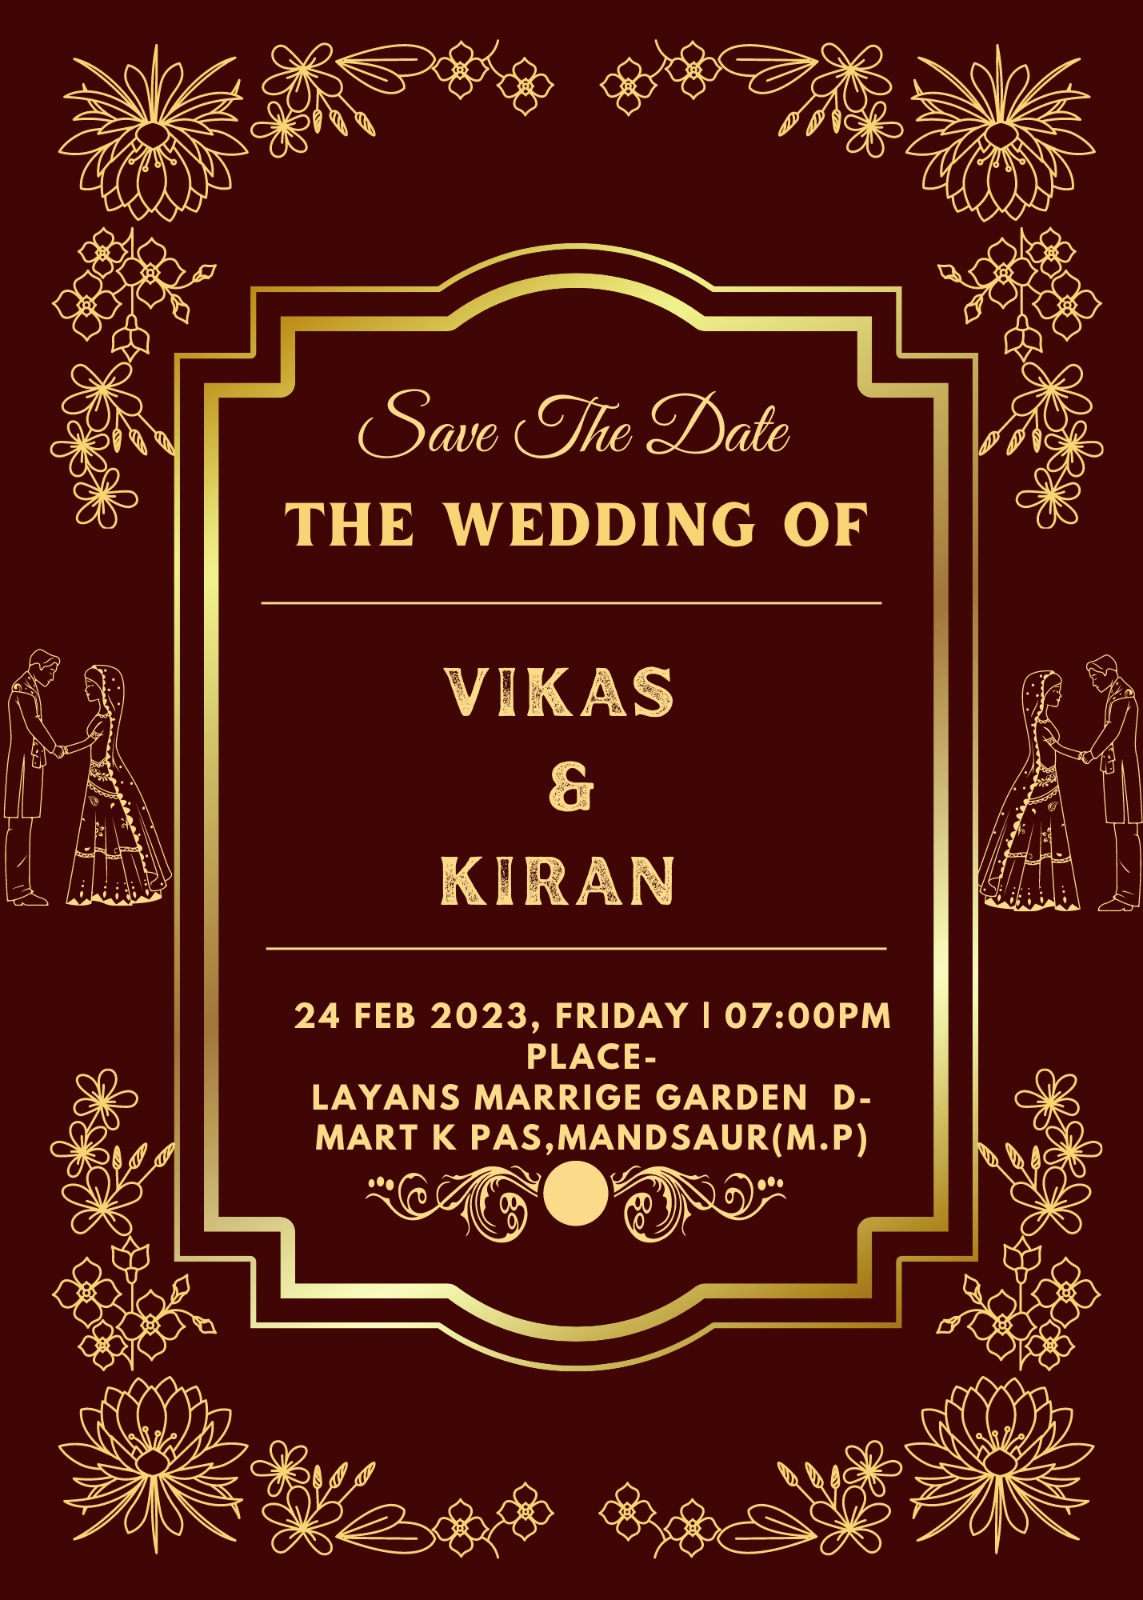 Save The Date
THE WEDDING OF
VIKAS
&
KIRAN
24 FEB 2023, FRIDAY | 07:00PM
PLACE-
LAYANS MARRIGE GARDEN D-
MART K PAS,MANDSAUR(M.P)